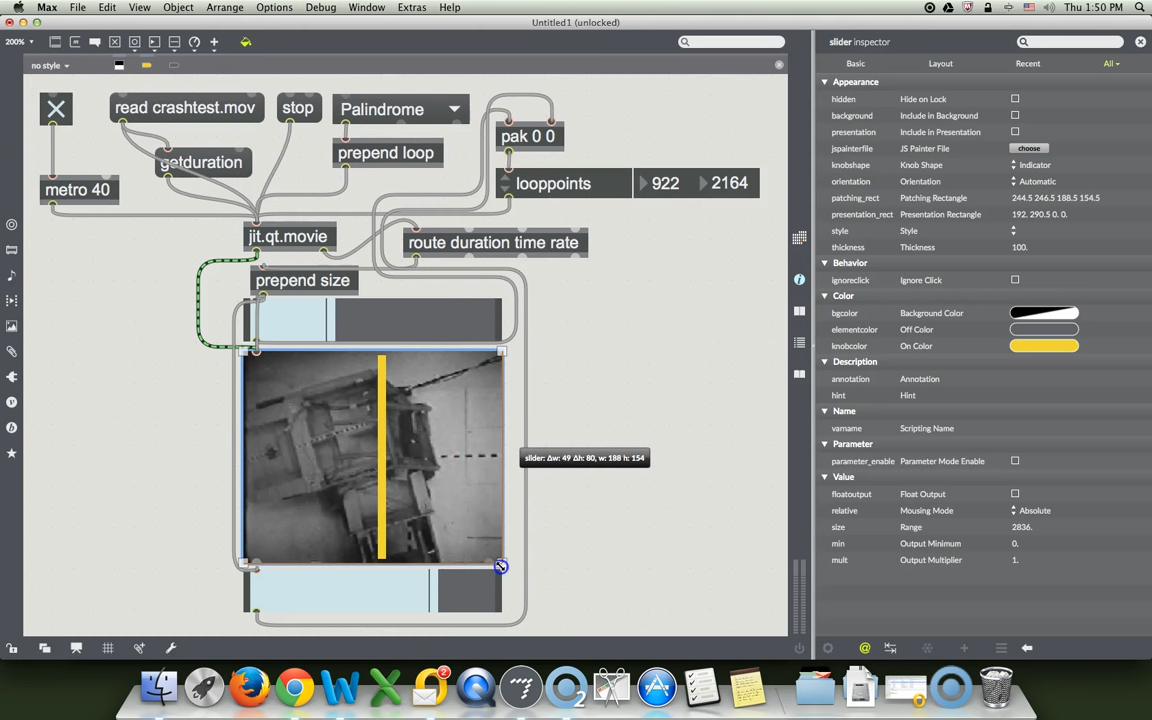 Max File Edit View Object Arrange Options Debug Window Extras Help
Thu 1:50 PM
Untitled1 (unlocked)
200%
no style
read crashtest.mov
stop
Palindrome
pak 0 0
getduration
prepend loop
metro 40
looppoints
922
2164
jit.qt.movie
route duration time rate
prepend size
slider: Δw: 49 Δh: 80, w: 188 h: 154
slider inspector
Basic Layout Recent All
Appearance
hidden Hide on Lock
background Include in Background
presentation Include in Presentation
jspainterfile JS Painter File choose
knobshape Knob Shape Indicator
orientation Orientation Automatic
patching_rect Patching Rectangle 244.5 246.5 188.5 154.5
presentation_rect Presentation Rectangle 192. 290.5 0. 0.
style Style
thickness Thickness 100.
Behavior
ignoreclick Ignore Click
Color
bgcolor Background Color
elementcolor Off Color
knobcolor On Color
Description
annotation Annotation
hint Hint
Name
varname Scripting Name
Parameter
parameter_enable Parameter Mode Enable
Value
floatoutput Float Output
relative Mousing Mode Absolute
size Range 2836.
min Output Minimum 0.
mult Output Multiplier 1.
2
2